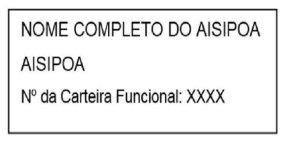 NOME COMPLETO DO AISIPOA
AISIPOA
Nº da Carteira Funcional: XXXX